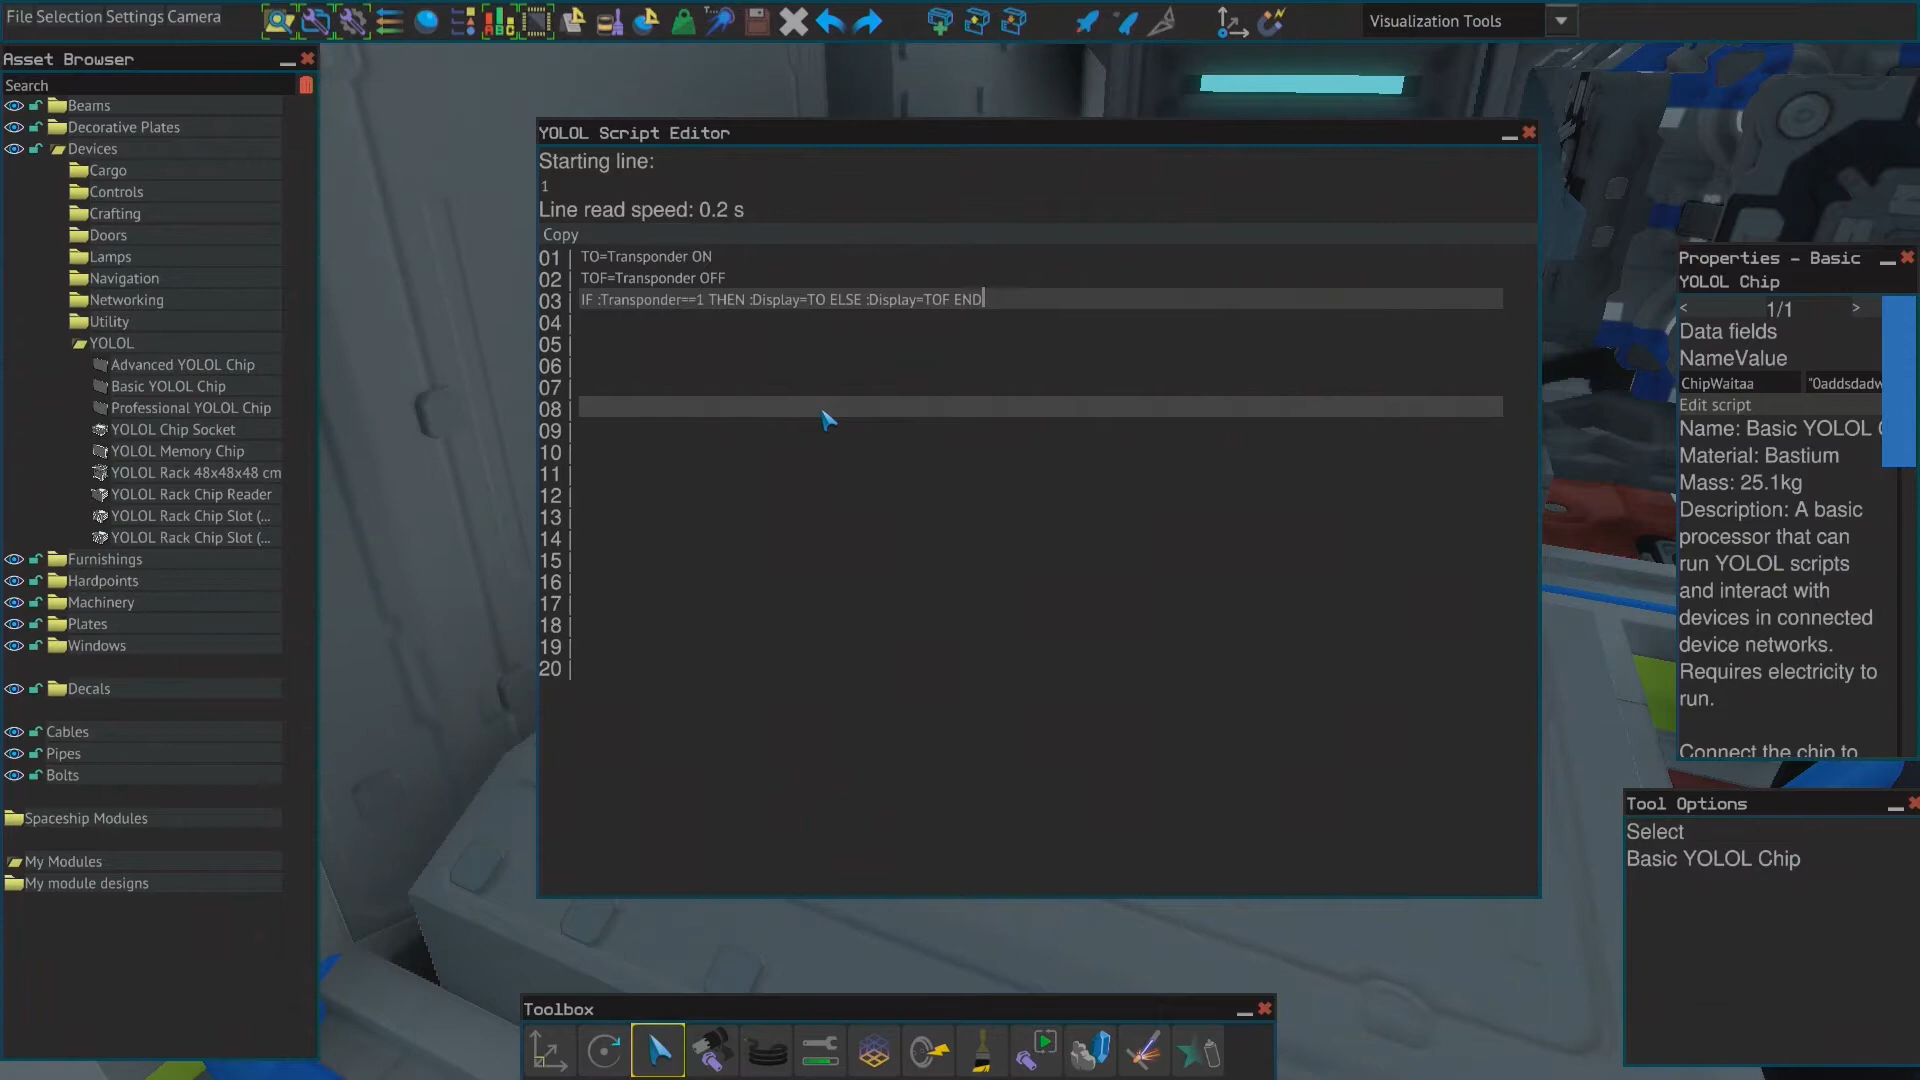 File Selection Settings Camera
Visualization Tools
Asset Browser
Search
Beams
Decorative Plates
Devices
Cargo
Controls
Crafting
Doors
Lamps
Navigation
Networking
Utility
YOLOL
Advanced YOLOL Chip
Basic YOLOL Chip
Professional YOLOL Chip
YOLOL Chip Socket
YOLOL Memory Chip
YOLOL Rack 48x48x48 cm
YOLOL Rack Chip Reader
YOLOL Rack Chip Slot (...
YOLOL Rack Chip Slot (...
Furnishings
Hardpoints
Machinery
Plates
Windows
Decals
Cables
Pipes
Bolts
Spaceship Modules
My Modules
My module designs
YOLOL Script Editor
Starting line:
1
Line read speed: 0.2 s
Copy
01 | TO=Transponder ON
02 | TOF=Transponder OFF
03 | IF :Transponder==1 THEN :Display=TO ELSE :Display=TOF END
04 |
05 |
06 |
07 |
08 |
09 |
10 |
11 |
12 |
13 |
14 |
15 |
16 |
17 |
18 |
19 |
20 |
Properties - Basic
YOLOL Chip
< 1/1 >
Data fields
NameValue
ChipWaitaa "0addsdadw
Edit script
Name: Basic YOLOL
Material: Bastium
Mass: 25.1kg
Description: A basic
processor that can
run YOLOL scripts
and interact with
devices in connected
device networks.
Requires electricity to
run.
Connect the chip to
Tool Options
Select
Basic YOLOL Chip
Toolbox